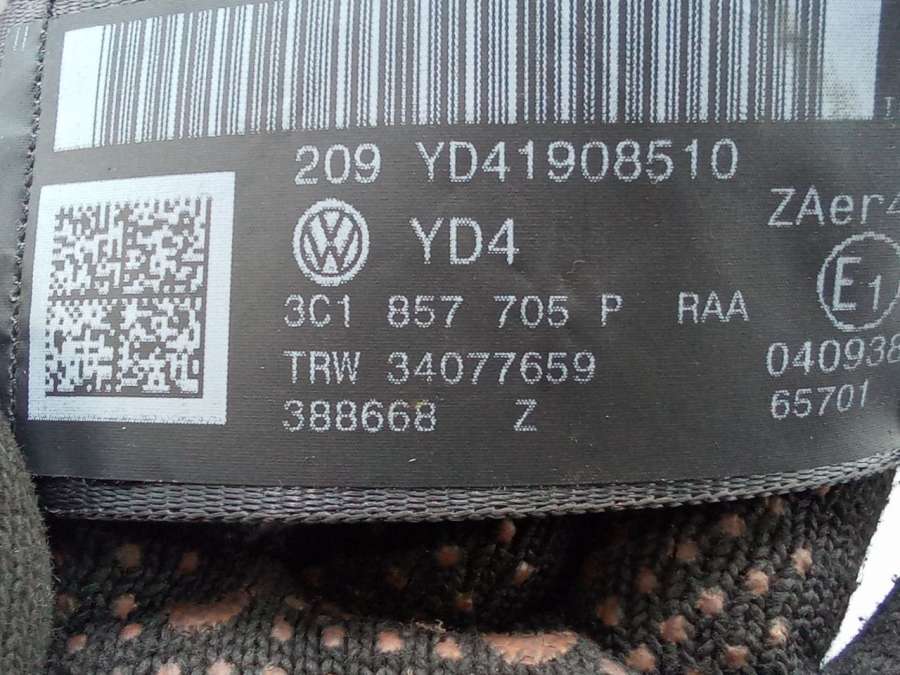 209 YD41908510
ZAer4
YD4
E1
3C1 857 705 P RAA
TRW 34077659
040938
388668 Z
65701